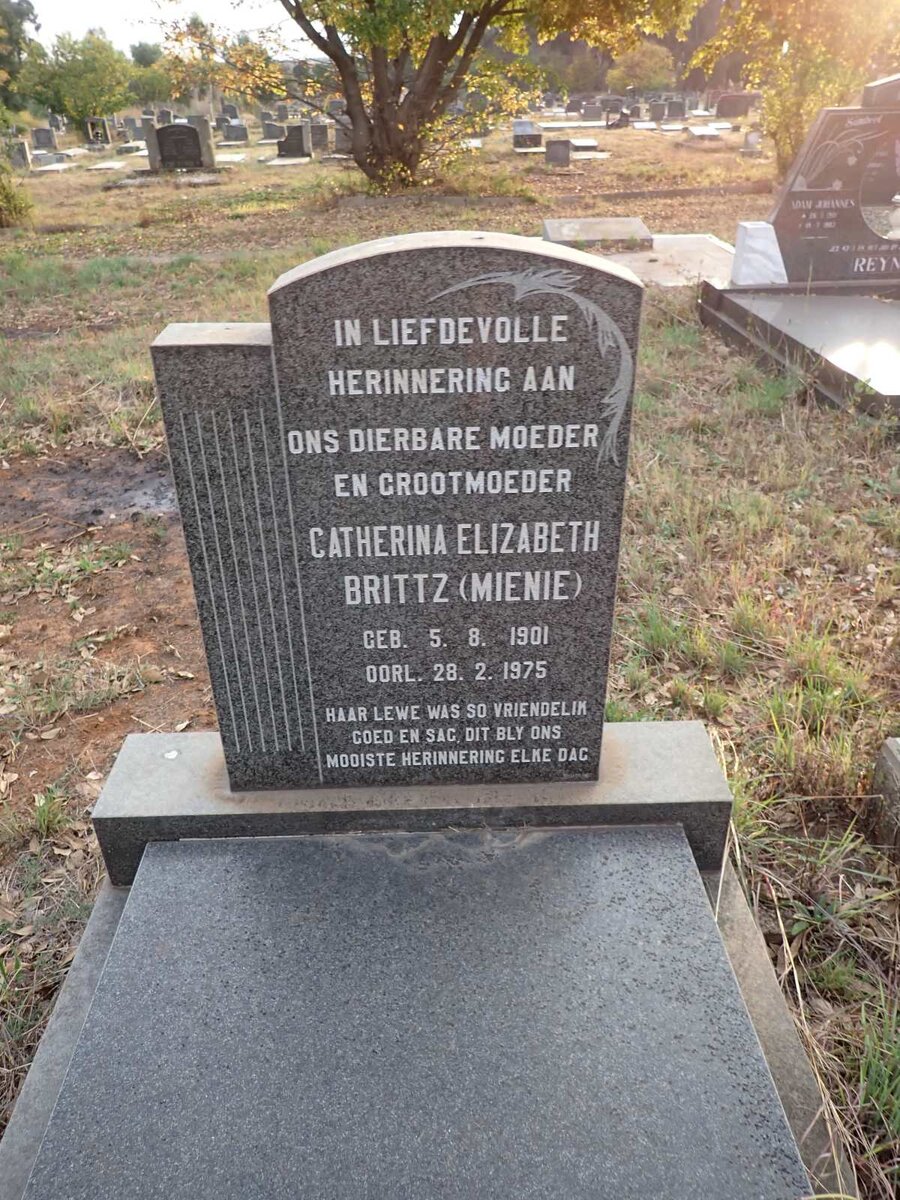 IN LIEFDEVOLLE
HERINNERING AAN
ONS DIERBARE MOEDER
EN GROOTMOEDER
CATHERINA ELIZABETH
BRITTZ (MIENIE)
GEB. 5. 8. 1901
OORL. 28. 2. 1975
HAAR LEWE WAS SO VRIENDELIK
GOED EN SAG, DIT BLY ONS
MOOISTE HERINNERING ELKE DAG
ADAM JOHANNES
REYN